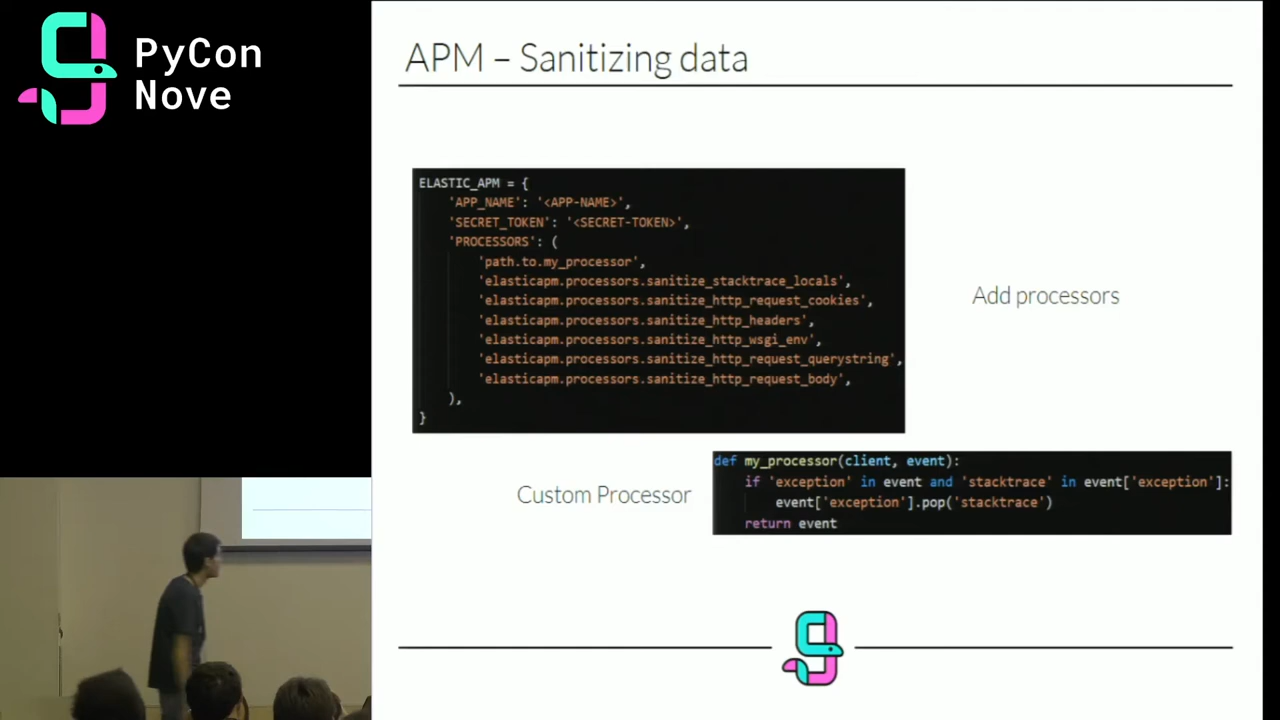 PyCon
Nove
APM – Sanitizing data
ELASTIC_APM = {
'APP_NAME': '<APP-NAME>',
'SECRET_TOKEN': '<SECRET-TOKEN>',
'PROCESSORS': (
'path.to.my_processor',
'elasticapm.processors.sanitize_stacktrace_locals',
'elasticapm.processors.sanitize_http_request_cookies',
'elasticapm.processors.sanitize_http_headers',
'elasticapm.processors.sanitize_http_wsgi_env',
'elasticapm.processors.sanitize_http_request_querystring',
'elasticapm.processors.sanitize_http_request_body',
),
}
Add processors
Custom Processor
def my_processor(client, event):
if 'exception' in event and 'stacktrace' in event['exception']:
event['exception'].pop('stacktrace')
return event